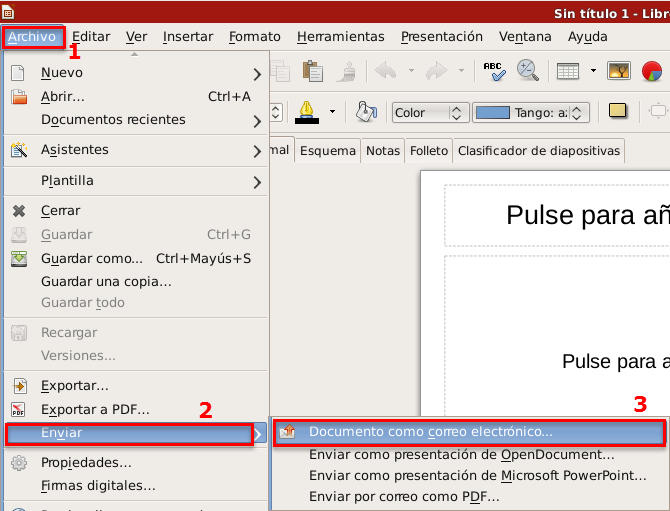 Sin título 1 - Libr
Archivo Editar Ver Insertar Formato Herramientas Presentación Ventana Ayuda
1
Nuevo
Abrir... Ctrl+A
Documentos recientes
Asistentes
Plantilla
Cerrar
Guardar Ctrl+G
Guardar como... Ctrl+Mayús+S
Guardar una copia...
Guardar todo
Recargar
Versiones...
Exportar...
Exportar a PDF...
2
Enviar
Propiedades...
Firmas digitales...
ABC
Color Tango: a:
mal Esquema Notas Folleto Clasificador de diapositivas
Pulse para añ
Pulse para a
3
Documento como correo electrónico...
Enviar como presentación de OpenDocument...
Enviar como presentación de Microsoft PowerPoint...
Enviar por correo como PDF...